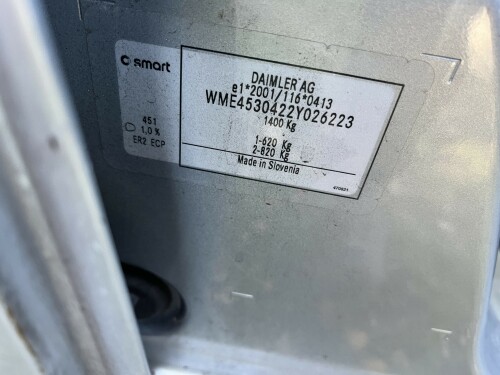 smart
DAIMLER AG
e1*2001/116*0413
WME4530422Y026223
1400 Kg
1-620 Kg
2-820 Kg
Made in Slovenia
451
1.0 %
ER2 ECP